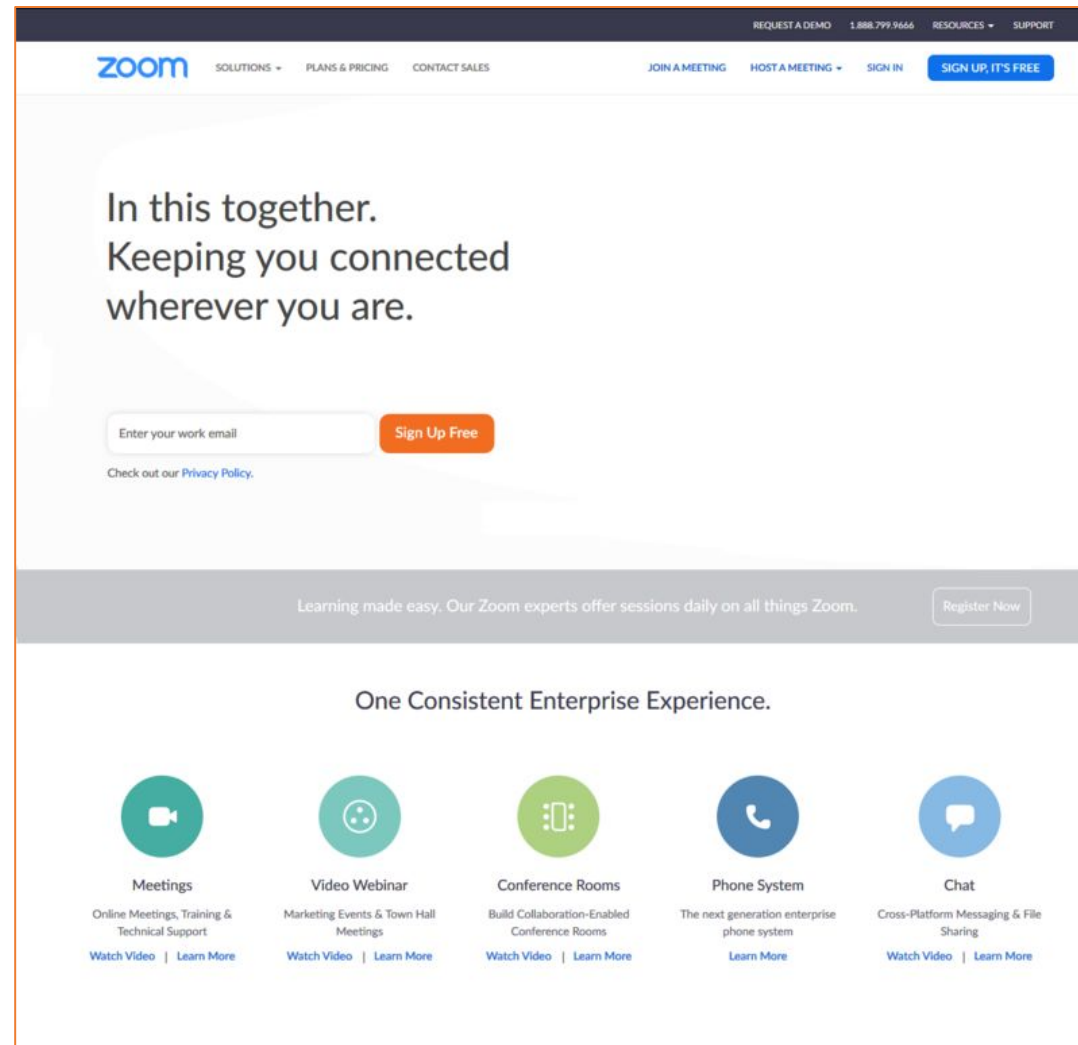 REQUEST A DEMO 1.888.799.9666 RESOURCES SUPPORT
zoom SOLUTIONS PLANS & PRICING CONTACT SALES JOIN A MEETING HOST A MEETING SIGN IN SIGN UP, IT'S FREE
In this together.
Keeping you connected
wherever you are.
Enter your work email Sign Up Free
Check out our Privacy Policy.
Learning made easy. Our Zoom experts offer sessions daily on all things Zoom. Register Now
One Consistent Enterprise Experience.
Meetings
Online Meetings, Training &
Technical Support
Watch Video | Learn More
Video Webinar
Marketing Events & Town Hall
Meetings
Watch Video | Learn More
Conference Rooms
Build Collaboration-Enabled
Conference Rooms
Watch Video | Learn More
Phone System
The next generation enterprise
phone system
Learn More
Chat
Cross-Platform Messaging & File
Sharing
Watch Video | Learn More